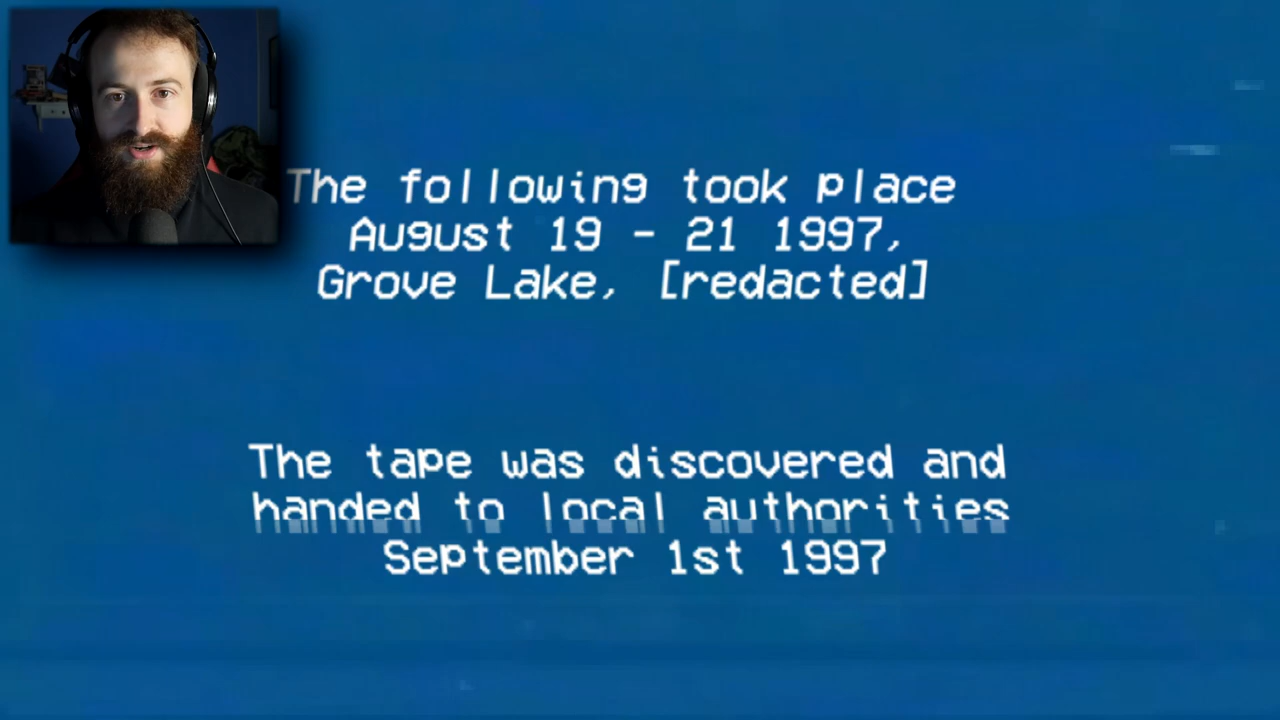 The following took place
August 19 - 21 1997,
Grove Lake, [redacted]
The tape was discovered and
handed to local authorities
September 1st 1997